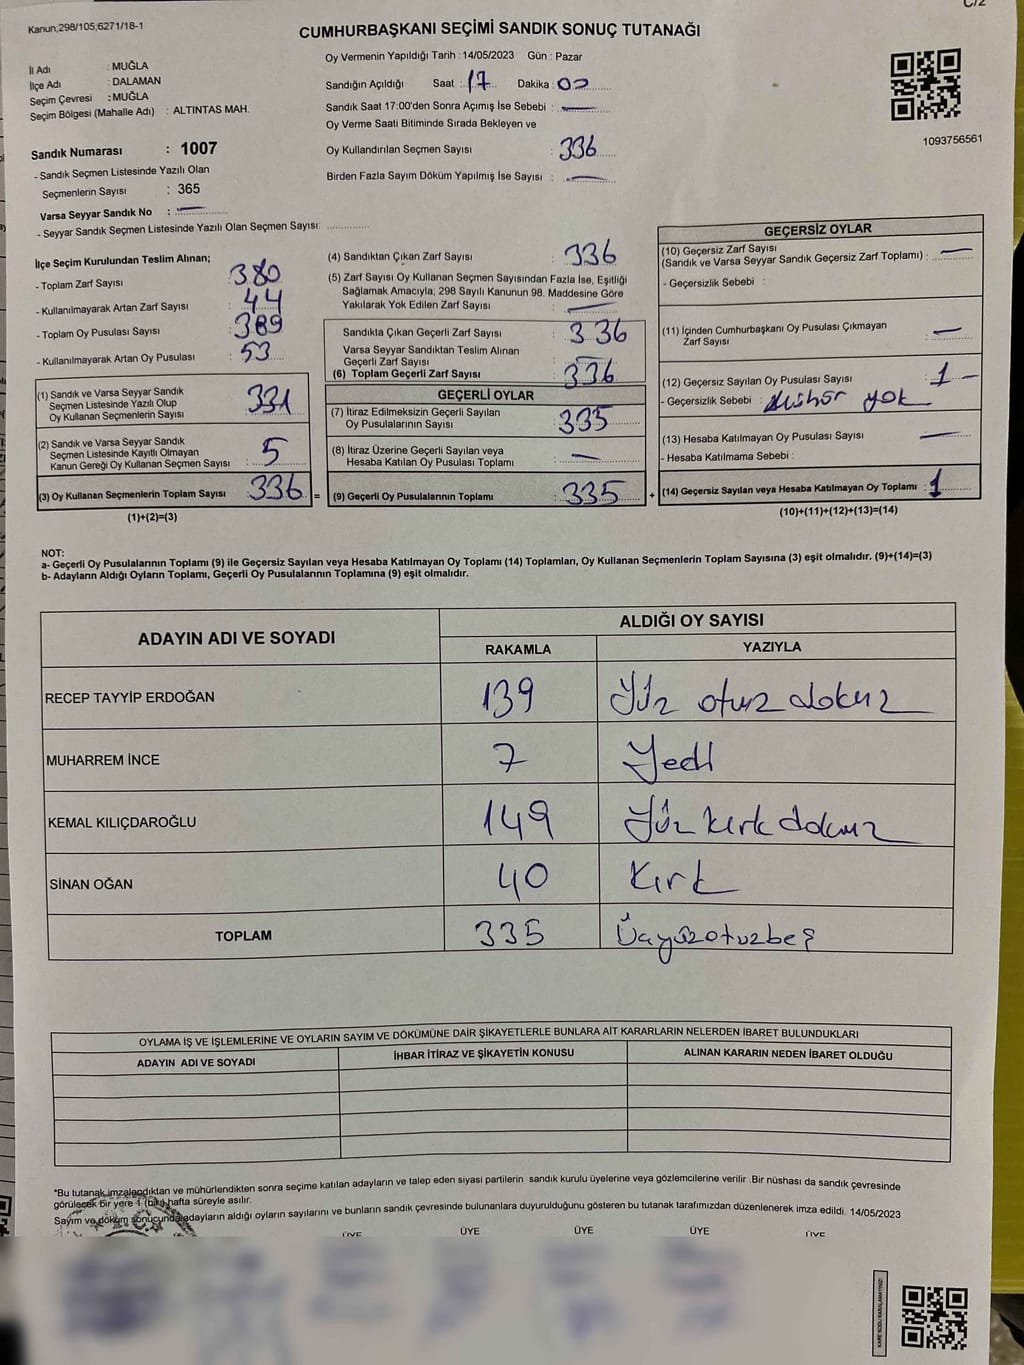 C/2
Kanun;298/105;6271/18-1
CUMHURBAŞKANI SEÇİMİ SANDIK SONUÇ TUTANAĞI
İl Adı : MUĞLA
İlçe Adı : DALAMAN
Seçim Çevresi : MUĞLA
Seçim Bölgesi (Mahalle Adı) : ALTINTAS MAH.
Oy Vermenin Yapıldığı Tarih : 14/05/2023 Gün : Pazar
Sandığın Açıldığı Saat : 17 Dakika : 00
Sandık Saat 17:00'den Sonra Açımış İse Sebebi : —
Oy Verme Saati Bitiminde Sırada Bekleyen ve
Oy Kullandırılan Seçmen Sayısı : 336
Birden Fazla Sayım Döküm Yapılmış İse Sayısı : —
1093756561
Sandık Numarası : 1007
- Sandık Seçmen Listesinde Yazılı Olan
Seçmenlerin Sayısı : 365
Varsa Seyyar Sandık No : —
- Seyyar Sandık Seçmen Listesinde Yazılı Olan Seçmen Sayısı: ..............
İlçe Seçim Kurulundan Teslim Alınan;
- Toplam Zarf Sayısı : 380
- Kullanılmayarak Artan Zarf Sayısı : 44
- Toplam Oy Pusulası Sayısı : 389
- Kullanılmayarak Artan Oy Pusulası : 53
(1) Sandık ve Varsa Seyyar Sandık
Seçmen Listesinde Yazılı Olup
Oy Kullanan Seçmenlerin Sayısı : 331
(2) Sandık ve Varsa Seyyar Sandık
Seçmen Listesinde Kayıtlı Olmayan
Kanun Gereği Oy Kullanan Seçmen Sayısı : 5
(3) Oy Kullanan Seçmenlerin Toplam Sayısı : 336 =
(1)+(2)=(3)
(4) Sandıktan Çıkan Zarf Sayısı : 336
(5) Zarf Sayısı Oy Kullanan Seçmen Sayısından Fazla İse, Eşitliği
Sağlamak Amacıyla; 298 Sayılı Kanunun 98. Maddesine Göre
Yakılarak Yok Edilen Zarf Sayısı : —
Sandıkta Çıkan Geçerli Zarf Sayısı : 336
Varsa Seyyar Sandıktan Teslim Alınan
Geçerli Zarf Sayısı : —
(6) Toplam Geçerli Zarf Sayısı : 336
GEÇERLİ OYLAR
(7) İtiraz Edilmeksizin Geçerli Sayılan
Oy Pusulalarının Sayısı : 335
(8) İtiraz Üzerine Geçerli Sayılan veya
Hesaba Katılan Oy Pusulası Toplamı : —
(9) Geçerli Oy Pusulalarının Toplamı : 335 +
GEÇERSİZ OYLAR
(10) Geçersiz Zarf Sayısı
(Sandık ve Varsa Seyyar Sandık Geçersiz Zarf Toplamı) : —
- Geçersizlik Sebebi :
(11) İçinden Cumhurbaşkanı Oy Pusulası Çıkmayan
Zarf Sayısı : —
(12) Geçersiz Sayılan Oy Pusulası Sayısı : 1 —
- Geçersizlik Sebebi : Mühür yok
(13) Hesaba Katılmayan Oy Pusulası Sayısı : —
- Hesaba Katılmama Sebebi :
(14) Geçersiz Sayılan veya Hesaba Katılmayan Oy Toplamı : 1
(10)+(11)+(12)+(13)=(14)
NOT:
a- Geçerli Oy Pusulalarının Toplamı (9) ile Geçersiz Sayılan veya Hesaba Katılmayan Oy Toplamı (14) Toplamları, Oy Kullanan Seçmenlerin Toplam Sayısına (3) eşit olmalıdır. (9)+(14)=(3)
b- Adayların Aldığı Oyların Toplamı, Geçerli Oy Pusulalarının Toplamına (9) eşit olmalıdır.
ADAYIN ADI VE SOYADI
ALDIĞI OY SAYISI
RAKAMLA YAZIYLA
RECEP TAYYİP ERDOĞAN 139 Yüz otuz dokuz
MUHARREM İNCE 7 Yedi
KEMAL KILIÇDAROĞLU 149 Yüz kırk dokuz
SİNAN OĞAN 40 Kırk
TOPLAM 335 Üçyüzotuzbeş
OYLAMA İŞ VE İŞLEMLERİNE VE OYLARIN SAYIM VE DÖKÜMÜNE DAİR ŞİKAYETLERLE BUNLARA AİT KARARLARIN NELERDEN İBARET BULUNDUKLARI
ADAYIN ADI VE SOYADI İHBAR İTİRAZ VE ŞİKAYETİN KONUSU ALINAN KARARIN NEDEN İBARET OLDUĞU
*Bu tutanak imzalandıktan ve mühürlendikten sonra seçime katılan adayların ve talep eden siyasi partilerin sandık kurulu üyelerine veya gözlemcilerine verilir .Bir nüshası da sandık çevresinde
görülecek bir yere 1 (bir) hafta süreyle asılır.
Sayım ve döküm sonucunda adayların aldığı oyların sayılarını ve bunların sandık çevresinde bulunanlara duyurulduğunu gösteren bu tutanak tarafımızdan düzenlenerek imza edildi. 14/05/2023
ÜYE ÜYE ÜYE ÜYE ÜYE
KARE KODU KARALAMAYINIZ!